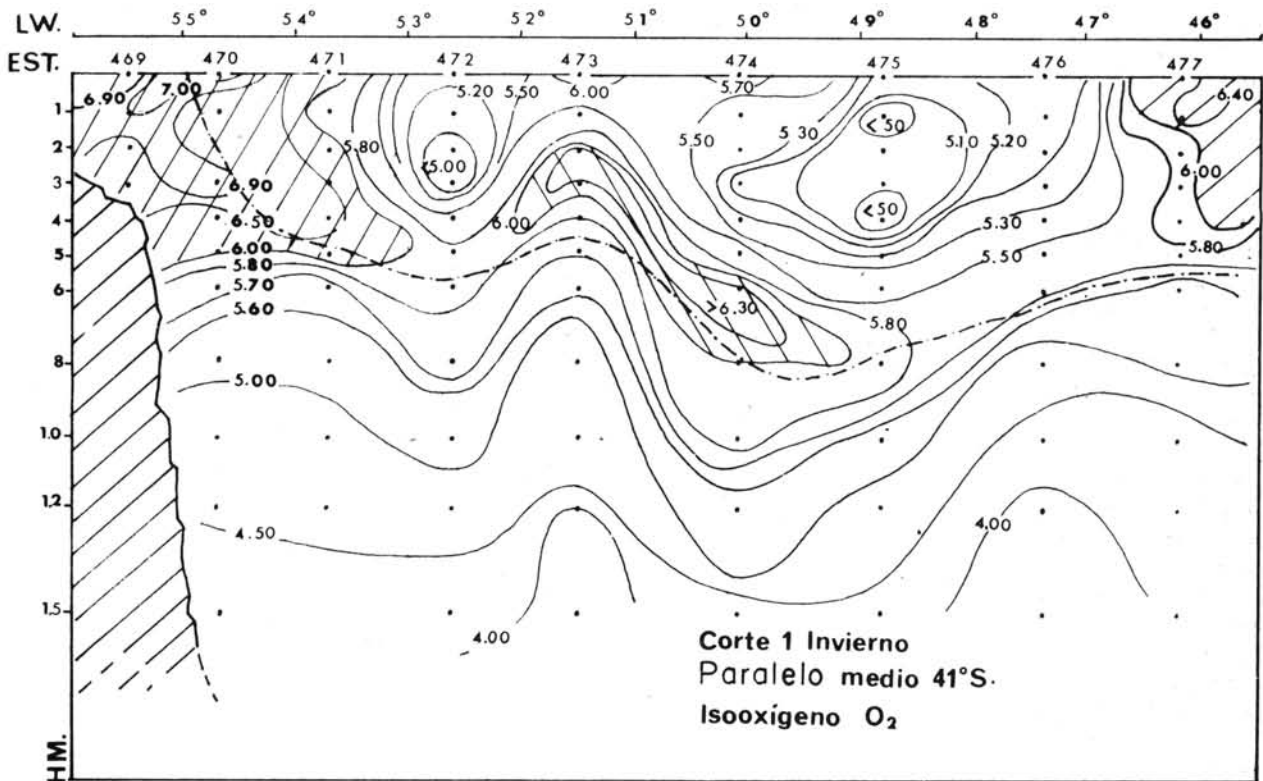 LW. 55° 54° 53° 52° 51° 50° 49° 48° 47° 46°
EST. 469 470 471 472 473 474 475 476 477
6.90 7.00 5.20 5.50 6.00 5.70 6.40
1 5.50 5.30 <50 5.10 5.20
2 5.80 <5.00
3 6.90 6.00
4 6.50 6.00 <50 5.30
5 6.00 5.50 5.80
5.80
6 5.70 >6.30
5.60 5.80
8
5.00
1.0
1.2
4.50 4.00
1.5
4.00
Corte 1 Invierno
Paralelo medio 41°S.
Isooxígeno O₂
HM.